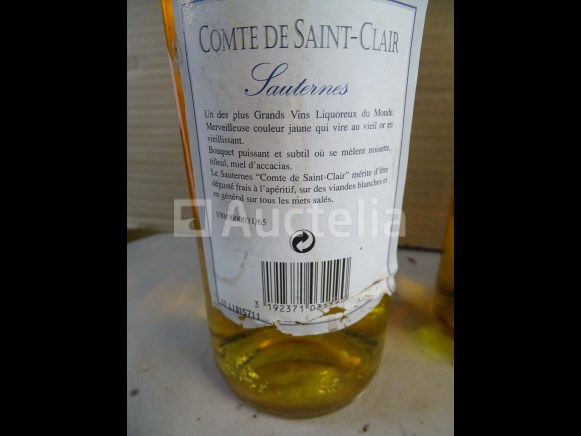 COMTE DE SAINT-CLAIR
Sauternes
Un des plus Grands Vins Liquoreux du Monde.
Merveilleuse couleur jaune qui vire au vieil or en
vieillissant.
Bouquet puissant et subtil où se mêlent noisette,
tilleul, miel d'accacias.
Le Sauternes "Comte de Saint-Clair" mérite d'être
dégusté frais à l'apéritif, sur des viandes blanches et
en général sur tous les mets salés.
Auctelia
3 192371